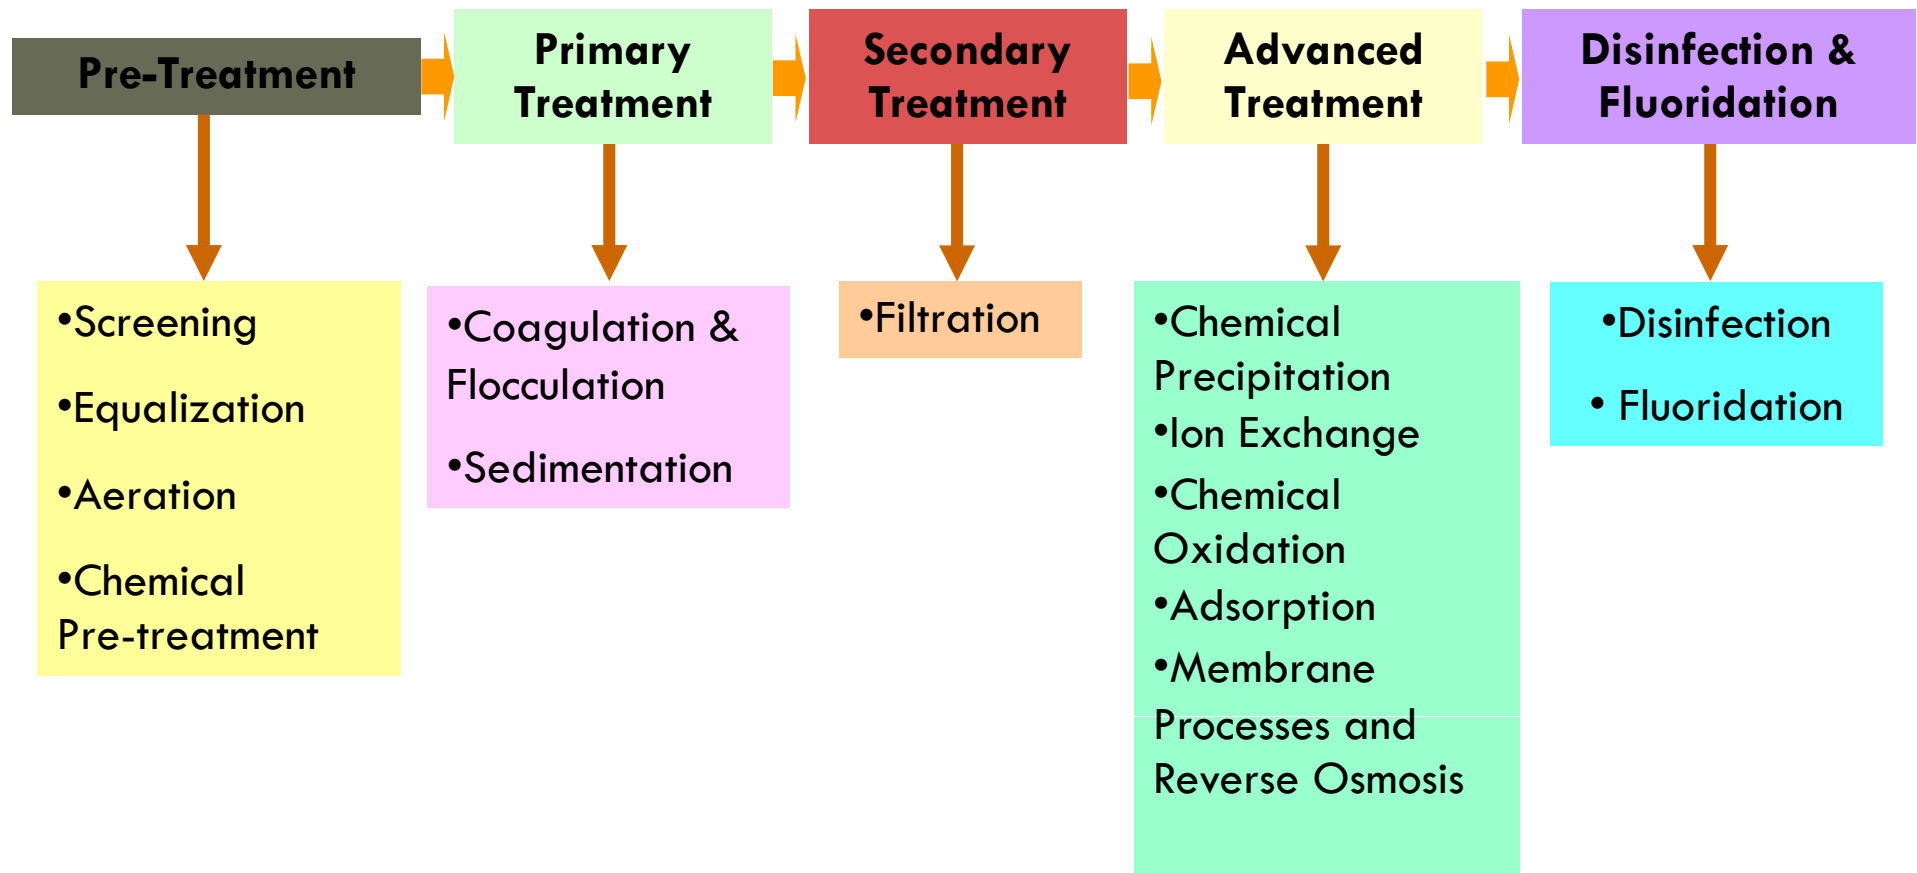 Pre-Treatment
Primary
Treatment
Secondary
Treatment
Advanced
Treatment
Disinfection &
Fluoridation
•Screening
•Equalization
•Aeration
•Chemical
Pre-treatment
•Coagulation &
Flocculation
•Sedimentation
•Filtration
•Chemical
Precipitation
•Ion Exchange
•Chemical
Oxidation
•Adsorption
•Membrane
Processes and
Reverse Osmosis
•Disinfection
• Fluoridation